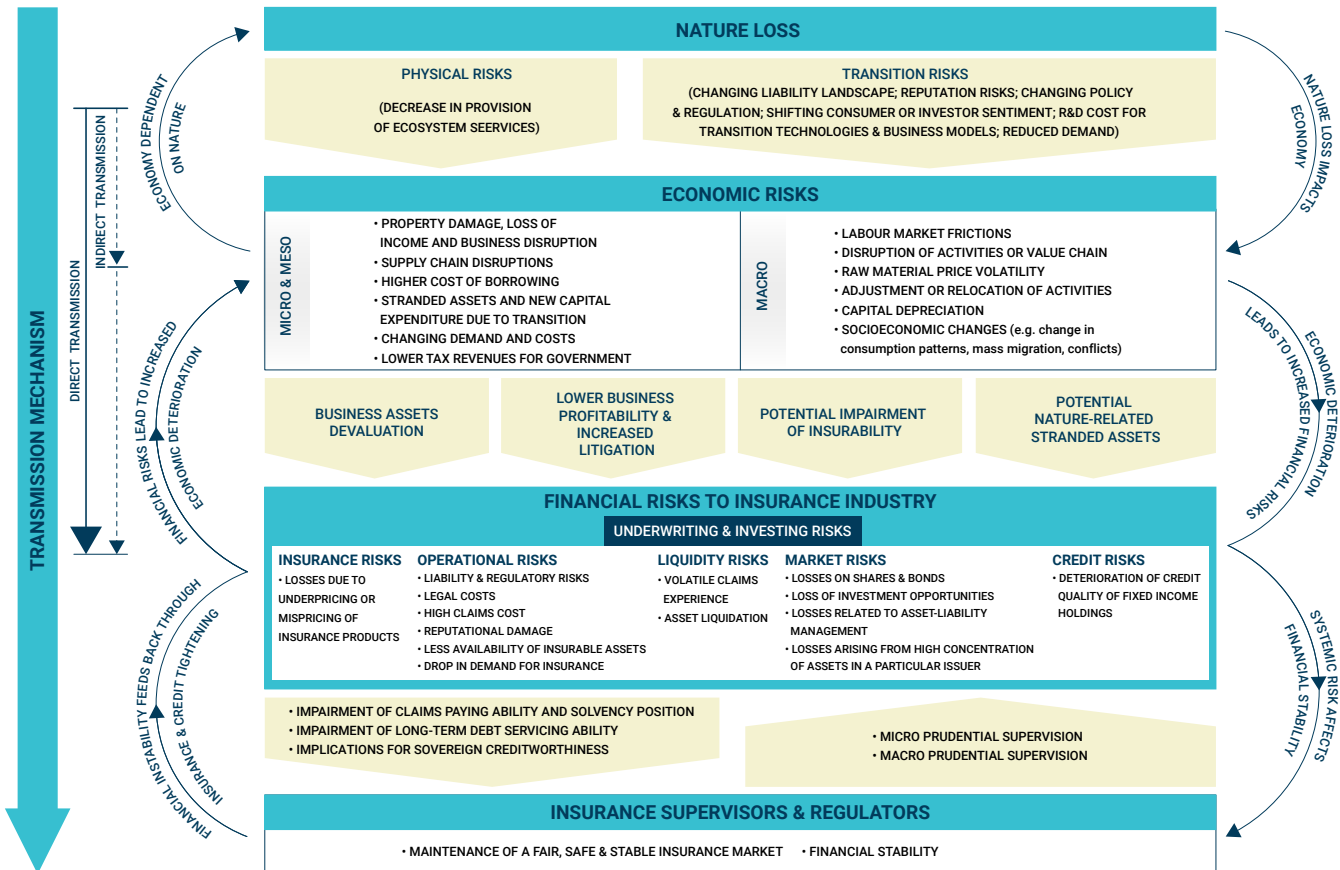 NATURE LOSS
PHYSICAL RISKS
(DECREASE IN PROVISION
OF ECOSYSTEM SEERVICES)
TRANSITION RISKS
(CHANGING LIABILITY LANDSCAPE; REPUTATION RISKS; CHANGING POLICY
& REGULATION; SHIFTING CONSUMER OR INVESTOR SENTIMENT; R&D COST FOR
TRANSITION TECHNOLOGIES & BUSINESS MODELS; REDUCED DEMAND)
TRANSMISSION MECHANISM
DIRECT TRANSMISSION
INDIRECT TRANSMISSION
ECONOMY DEPENDENT
ON NATURE
NATURE LOSS IMPACTS
ECONOMY
ECONOMIC RISKS
MICRO & MESO
• PROPERTY DAMAGE, LOSS OF
INCOME AND BUSINESS DISRUPTION
• SUPPLY CHAIN DISRUPTIONS
• HIGHER COST OF BORROWING
• STRANDED ASSETS AND NEW CAPITAL
EXPENDITURE DUE TO TRANSITION
• CHANGING DEMAND AND COSTS
• LOWER TAX REVENUES FOR GOVERNMENT
MACRO
• LABOUR MARKET FRICTIONS
• DISRUPTION OF ACTIVITIES OR VALUE CHAIN
• RAW MATERIAL PRICE VOLATILITY
• ADJUSTMENT OR RELOCATION OF ACTIVITIES
• CAPITAL DEPRECIATION
• SOCIOECONOMIC CHANGES (e.g. change in
consumption patterns, mass migration, conflicts)
FINANCIAL RISKS LEAD TO INCREASED
ECONOMIC DETERIORATION
ECONOMIC DETERIORATION
LEADS TO INCREASED FINANCIAL RISKS
BUSINESS ASSETS
DEVALUATION
LOWER BUSINESS
PROFITABILITY &
INCREASED
LITIGATION
POTENTIAL IMPAIRMENT
OF INSURABILITY
POTENTIAL
NATURE-RELATED
STRANDED ASSETS
FINANCIAL RISKS TO INSURANCE INDUSTRY
UNDERWRITING & INVESTING RISKS
INSURANCE RISKS
• LOSSES DUE TO
UNDERPRICING OR
MISPRICING OF
INSURANCE PRODUCTS
OPERATIONAL RISKS
• LIABILITY & REGULATORY RISKS
• LEGAL COSTS
• HIGH CLAIMS COST
• REPUTATIONAL DAMAGE
• LESS AVAILABILITY OF INSURABLE ASSETS
• DROP IN DEMAND FOR INSURANCE
LIQUIDITY RISKS
• VOLATILE CLAIMS
EXPERIENCE
• ASSET LIQUIDATION
MARKET RISKS
• LOSSES ON SHARES & BONDS
• LOSS OF INVESTMENT OPPORTUNITIES
• LOSSES RELATED TO ASSET-LIABILITY
MANAGEMENT
• LOSSES ARISING FROM HIGH CONCENTRATION
OF ASSETS IN A PARTICULAR ISSUER
CREDIT RISKS
• DETERIORATION OF CREDIT
QUALITY OF FIXED INCOME
HOLDINGS
FINANCIAL INSTABILITY FEEDS BACK THROUGH
INSURANCE & CREDIT TIGHTENING
SYSTEMIC RISK AFFECTS
FINANCIAL STABILITY
• IMPAIRMENT OF CLAIMS PAYING ABILITY AND SOLVENCY POSITION
• IMPAIRMENT OF LONG-TERM DEBT SERVICING ABILITY
• IMPLICATIONS FOR SOVEREIGN CREDITWORTHINESS
• MICRO PRUDENTIAL SUPERVISION
• MACRO PRUDENTIAL SUPERVISION
INSURANCE SUPERVISORS & REGULATORS
• MAINTENANCE OF A FAIR, SAFE & STABLE INSURANCE MARKET • FINANCIAL STABILITY